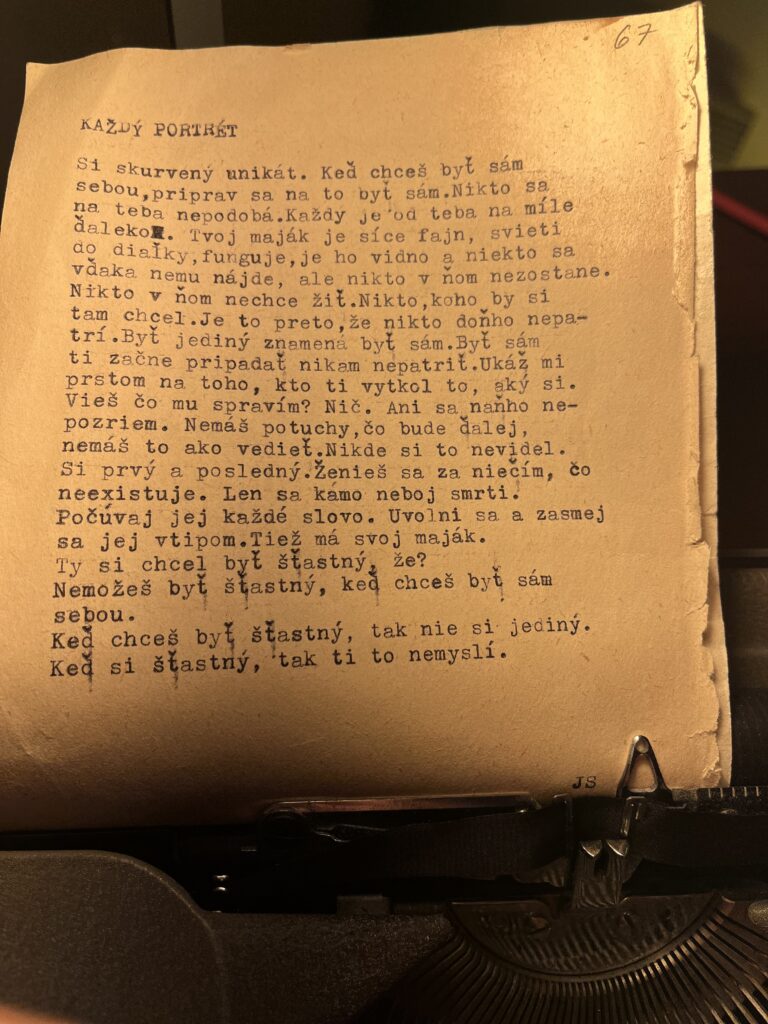 67
KAŽDÝ PORTRÉT
Si skurvený unikát. Keď chceš byť sám
sebou,priprav sa na to byť sám.Nikto sa
na teba nepodobá.Každy je od teba na míle
ďaleko. Tvoj maják je síce fajn, svieti
do diaľky,funguje,je ho vidno a niekto sa
vďaka nemu nájde, ale nikto v ňom nezostane.
Nikto v ňom nechce žiť.Nikto,koho by si
tam chcel.Je to preto,že nikto doňho nepa-
trí.Byť jediný znamená byť sám.Byť sám
ti začne pripadať nikam nepatriť.Ukáž mi
prstom na toho, kto ti vytkol to, aký si.
Vieš čo mu spravím? Nič. Ani sa naňho ne-
pozriem. Nemáš potuchy,čo bude ďalej,
nemáš to ako vedieť.Nikde si to nevidel.
Si prvý a posledný.Ženieš sa za niečím, čo
neexistuje. Len sa kamo neboj smrti.
Počúvaj jej každé slovo. Uvolni sa a zasmej
sa jej vtipom.Tiež má svoj maják.
Ty si chcel byť šťastný, že?
Nemožeš byť šťastný, keď chceš byť sám
sebou.
Keď chceš byť šťastný, tak nie si jediný.
Keď si šťastný, tak ti to nemyslí.
JS